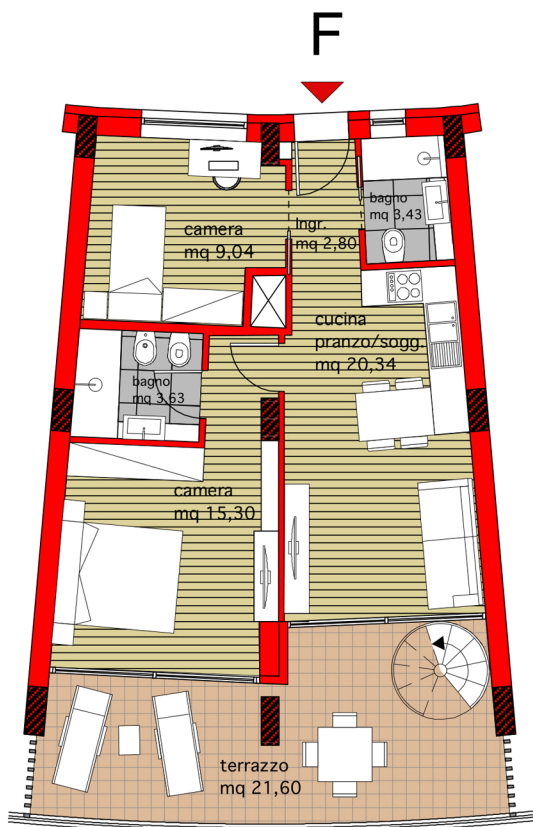 F
bagno
mq 3,43
camera
mq 9,04
Ingr.
mq 2,80
cucina
pranzo/sogg.
mq 20,34
bagno
mq 3,63
camera
mq 15,30
terrazzo
mq 21,60